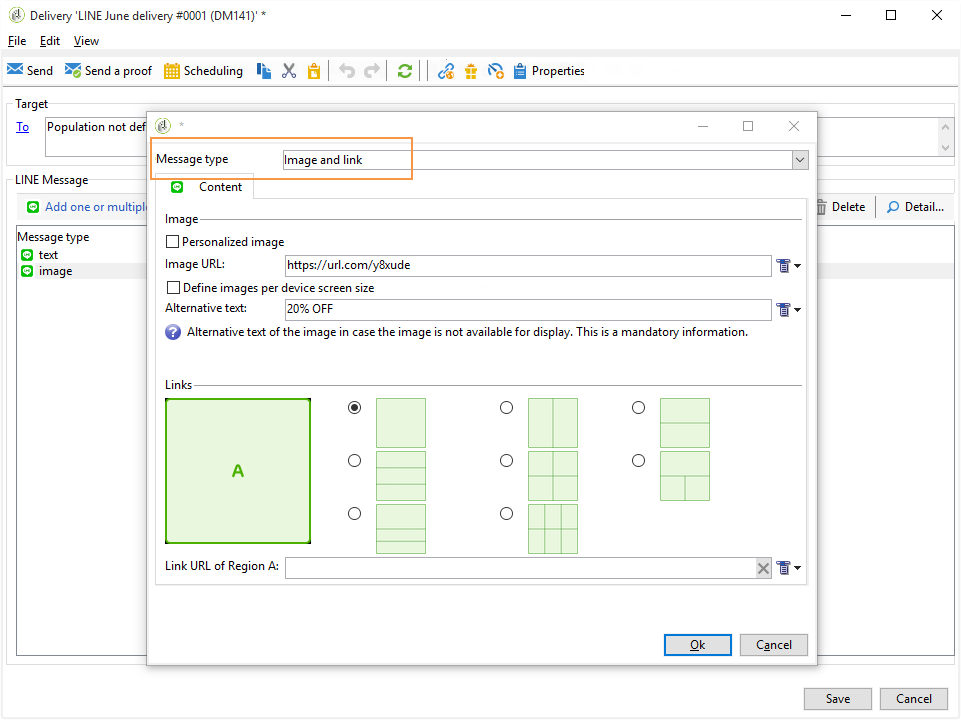 Delivery 'LINE June delivery #0001 (DM141)' *
File Edit View
Send Send a proof Scheduling Properties
Target
To Population not def
*
Message type Image and link
LINE Message
Content
Add one or multiple Delete Detail...
Message type
text
image
Image
Personalized image
Image URL: https://url.com/y8xude
Define images per device screen size
Alternative text: 20% OFF
? Alternative text of the image in case the image is not available for display. This is a mandatory information.
Links
A
Link URL of Region A:
Ok Cancel
Save Cancel